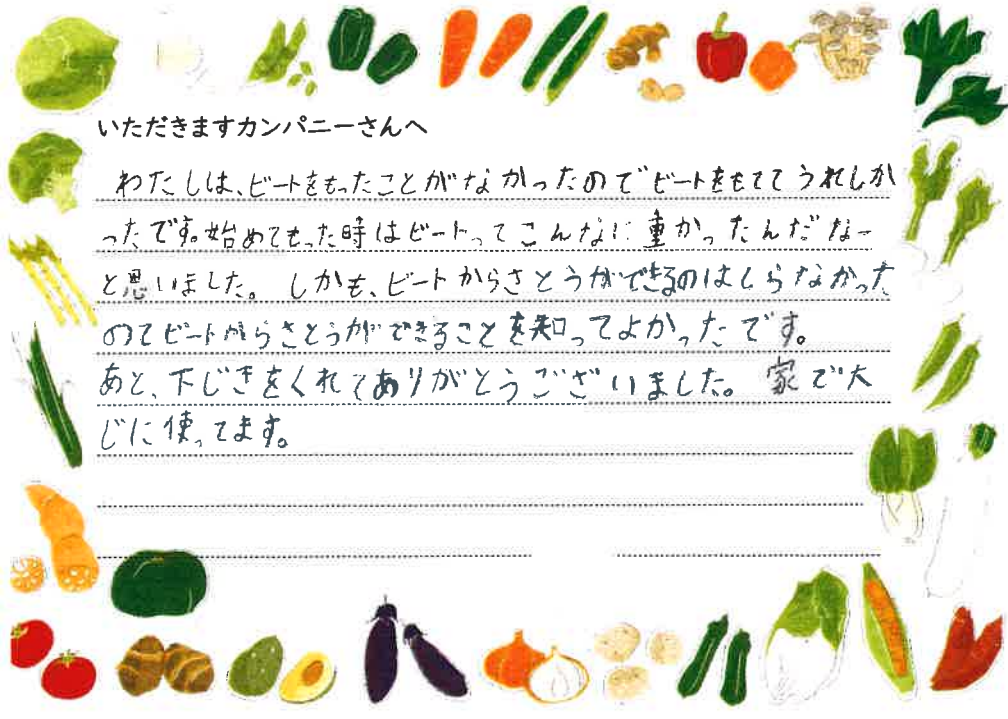 いただきますカンパニーさんへ
わたしは、ビートをもったことがなかったのでビートをもててうれしか
ったです。始めてもった時はビートってこんなに重かったんだなー
と思いました。しかも、ビートからさとうができるのはしらなかった
のでビートからさとうができることを知ってよかったです。
あと、下じきをくれてありがとうございました。家で大
じに使ってます。